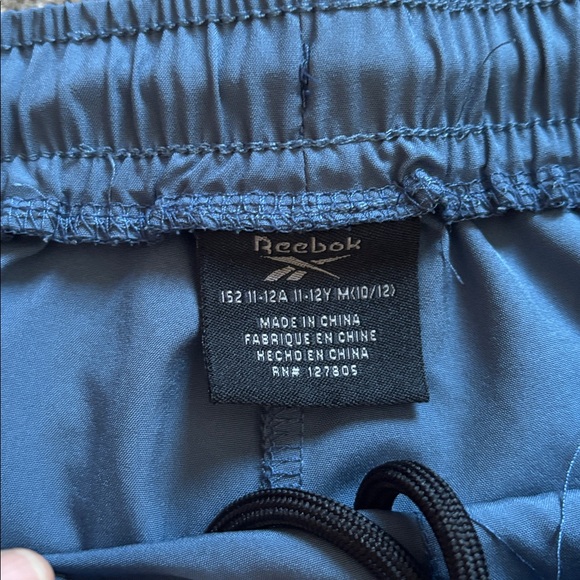 Reebok
152 11-12A 11-12Y M(10/12)
MADE IN CHINA
FABRIQUE EN CHINE
HECHO EN CHINA
RN# 127805